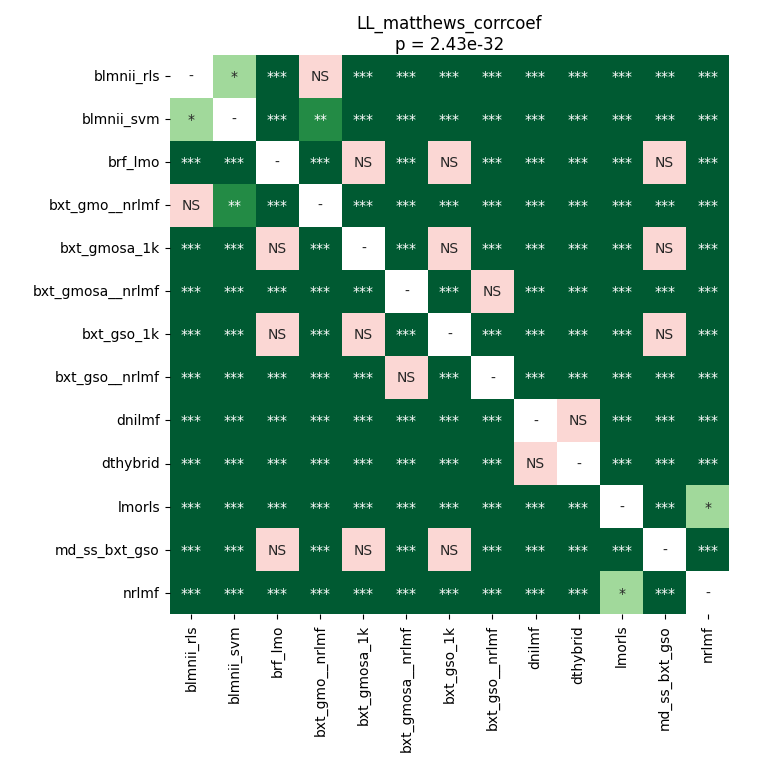 LL_matthews_corrcoef
p = 2.43e-32
blmnii_rls - * *** NS *** *** *** *** *** *** *** *** ***
blmnii_svm * - *** ** *** *** *** *** *** *** *** *** ***
brf_lmo *** *** - *** NS *** NS *** *** *** *** NS ***
bxt_gmo__nrlmf NS ** *** - *** *** *** *** *** *** *** *** ***
bxt_gmosa_1k *** *** NS *** - *** NS *** *** *** *** NS ***
bxt_gmosa__nrlmf *** *** *** *** *** - *** NS *** *** *** *** ***
bxt_gso_1k *** *** NS *** NS *** - *** *** *** *** NS ***
bxt_gso__nrlmf *** *** *** *** *** NS *** - *** *** *** *** ***
dnilmf *** *** *** *** *** *** *** *** - NS *** *** ***
dthybrid *** *** *** *** *** *** *** *** NS - *** *** ***
lmorls *** *** *** *** *** *** *** *** *** *** - *** *
md_ss_bxt_gso *** *** NS *** NS *** NS *** *** *** *** - ***
nrlmf *** *** *** *** *** *** *** *** *** *** * *** -
blmnii_rls
blmnii_svm
brf_lmo
bxt_gmo__nrlmf
bxt_gmosa_1k
bxt_gmosa__nrlmf
bxt_gso_1k
bxt_gso__nrlmf
dnilmf
dthybrid
lmorls
md_ss_bxt_gso
nrlmf